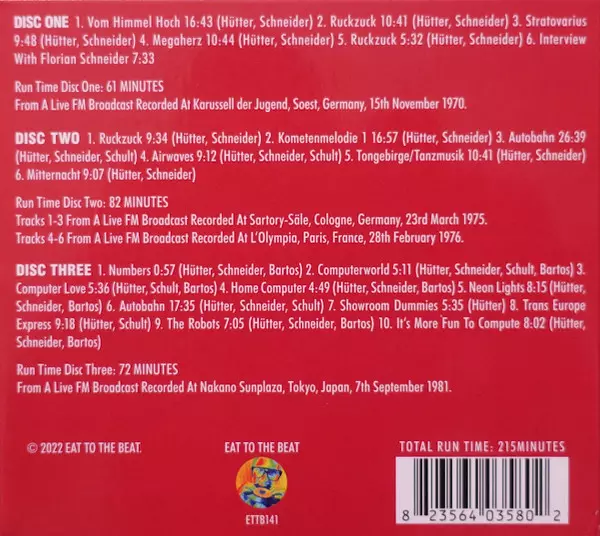 DISC ONE 1. Vom Himmel Hoch 16:43 (Hütter, Schneider) 2. Ruckzuck 10:41 (Hütter, Schneider) 3. Stratovarius
9:48 (Hütter, Schneider) 4. Megaherz 10:44 (Hütter, Schneider) 5. Ruckzuck 5:32 (Hütter, Schneider) 6. Interview
With Florian Schneider 7:33
Run Time Disc One: 61 MINUTES
From A Live FM Broadcast Recorded At Karussell der Jugend, Soest, Germany, 15th November 1970.
DISC TWO 1. Ruckzuck 9:34 (Hütter, Schneider) 2. Kometenmelodie 1 16:57 (Hütter, Schneider) 3. Autobahn 26:39
(Hütter, Schneider, Schult) 4. Airwaves 9:12 (Hütter, Schneider, Schult) 5. Tongebirge/Tanzmusik 10:41 (Hütter, Schneider)
6. Mitternacht 9:07 (Hütter, Schneider)
Run Time Disc Two: 82 MINUTES
Tracks 1-3 From A Live FM Broadcast Recorded At Sartory-Säle, Cologne, Germany, 23rd March 1975.
Tracks 4-6 From A Live FM Broadcast Recorded At L'Olympia, Paris, France, 28th February 1976.
DISC THREE 1. Numbers 0:57 (Hütter, Schneider, Bartos) 2. Computerworld 5:11 (Hütter, Schneider, Schult, Bartos) 3.
Computer Love 5:36 (Hütter, Schneider, Bartos) 4. Home Computer 4:49 (Hütter, Schneider, Bartos) 5. Neon Lights 8:15 (Hütter,
Schneider, Bartos) 6. Autobahn 17:35 (Hütter, Schneider, Schult) 7. Showroom Dummies 5:35 (Hütter) 8. Trans Europe
Express 9:18 (Hütter, Schult) 9. The Robots 7:05 (Hütter, Schneider, Bartos) 10. It's More Fun To Compute 8:02 (Hütter,
Schneider, Bartos)
Run Time Disc Three: 72 MINUTES
From A Live FM Broadcast Recorded At Nakano Sunplaza, Tokyo, Japan, 7th September 1981.
© 2022 EAT TO THE BEAT.
EAT TO THE BEAT
ETTB141
TOTAL RUN TIME: 215MINUTES
8 23564 03580 2